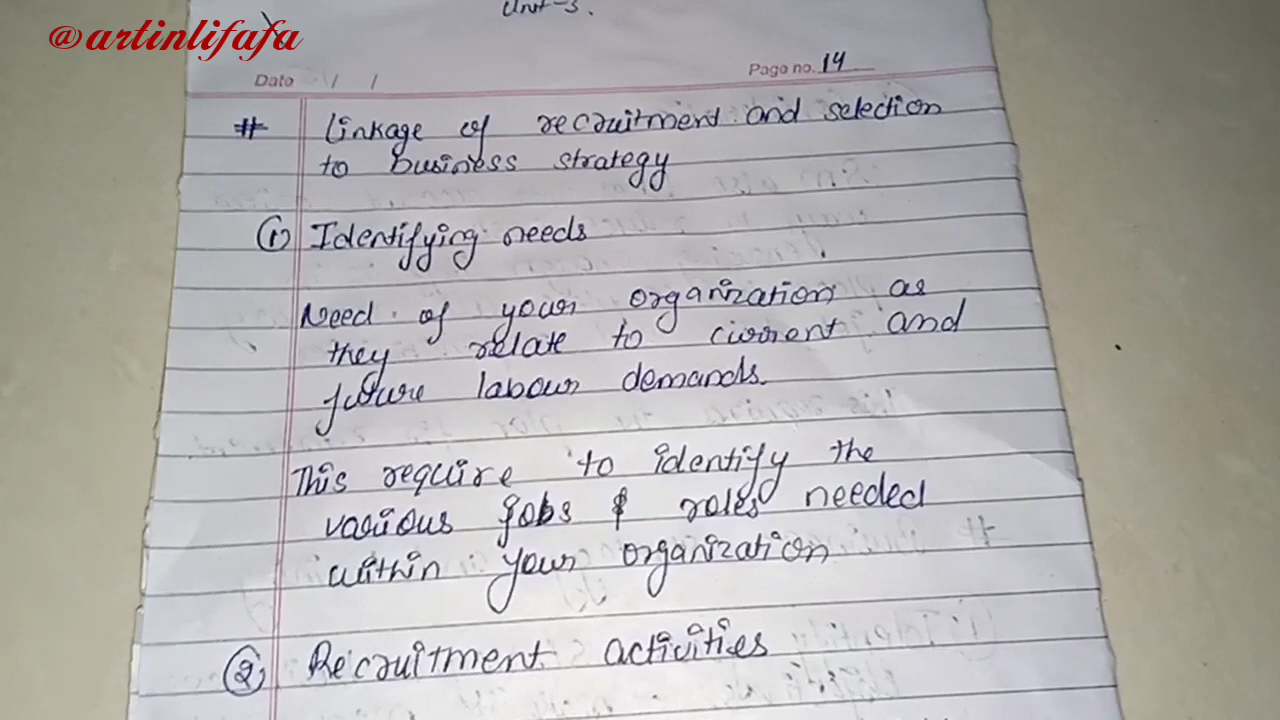 Unit-3.
@artinlifafa
Date / /
Page no. 14
# Linkage of recruitment and selection
to business strategy
(1) Identifying needs
Need of your organization as
they relate to current and
future labour demands.
This require to identify the
various jobs & roles needed
within your organization
(2) Recruitment activities